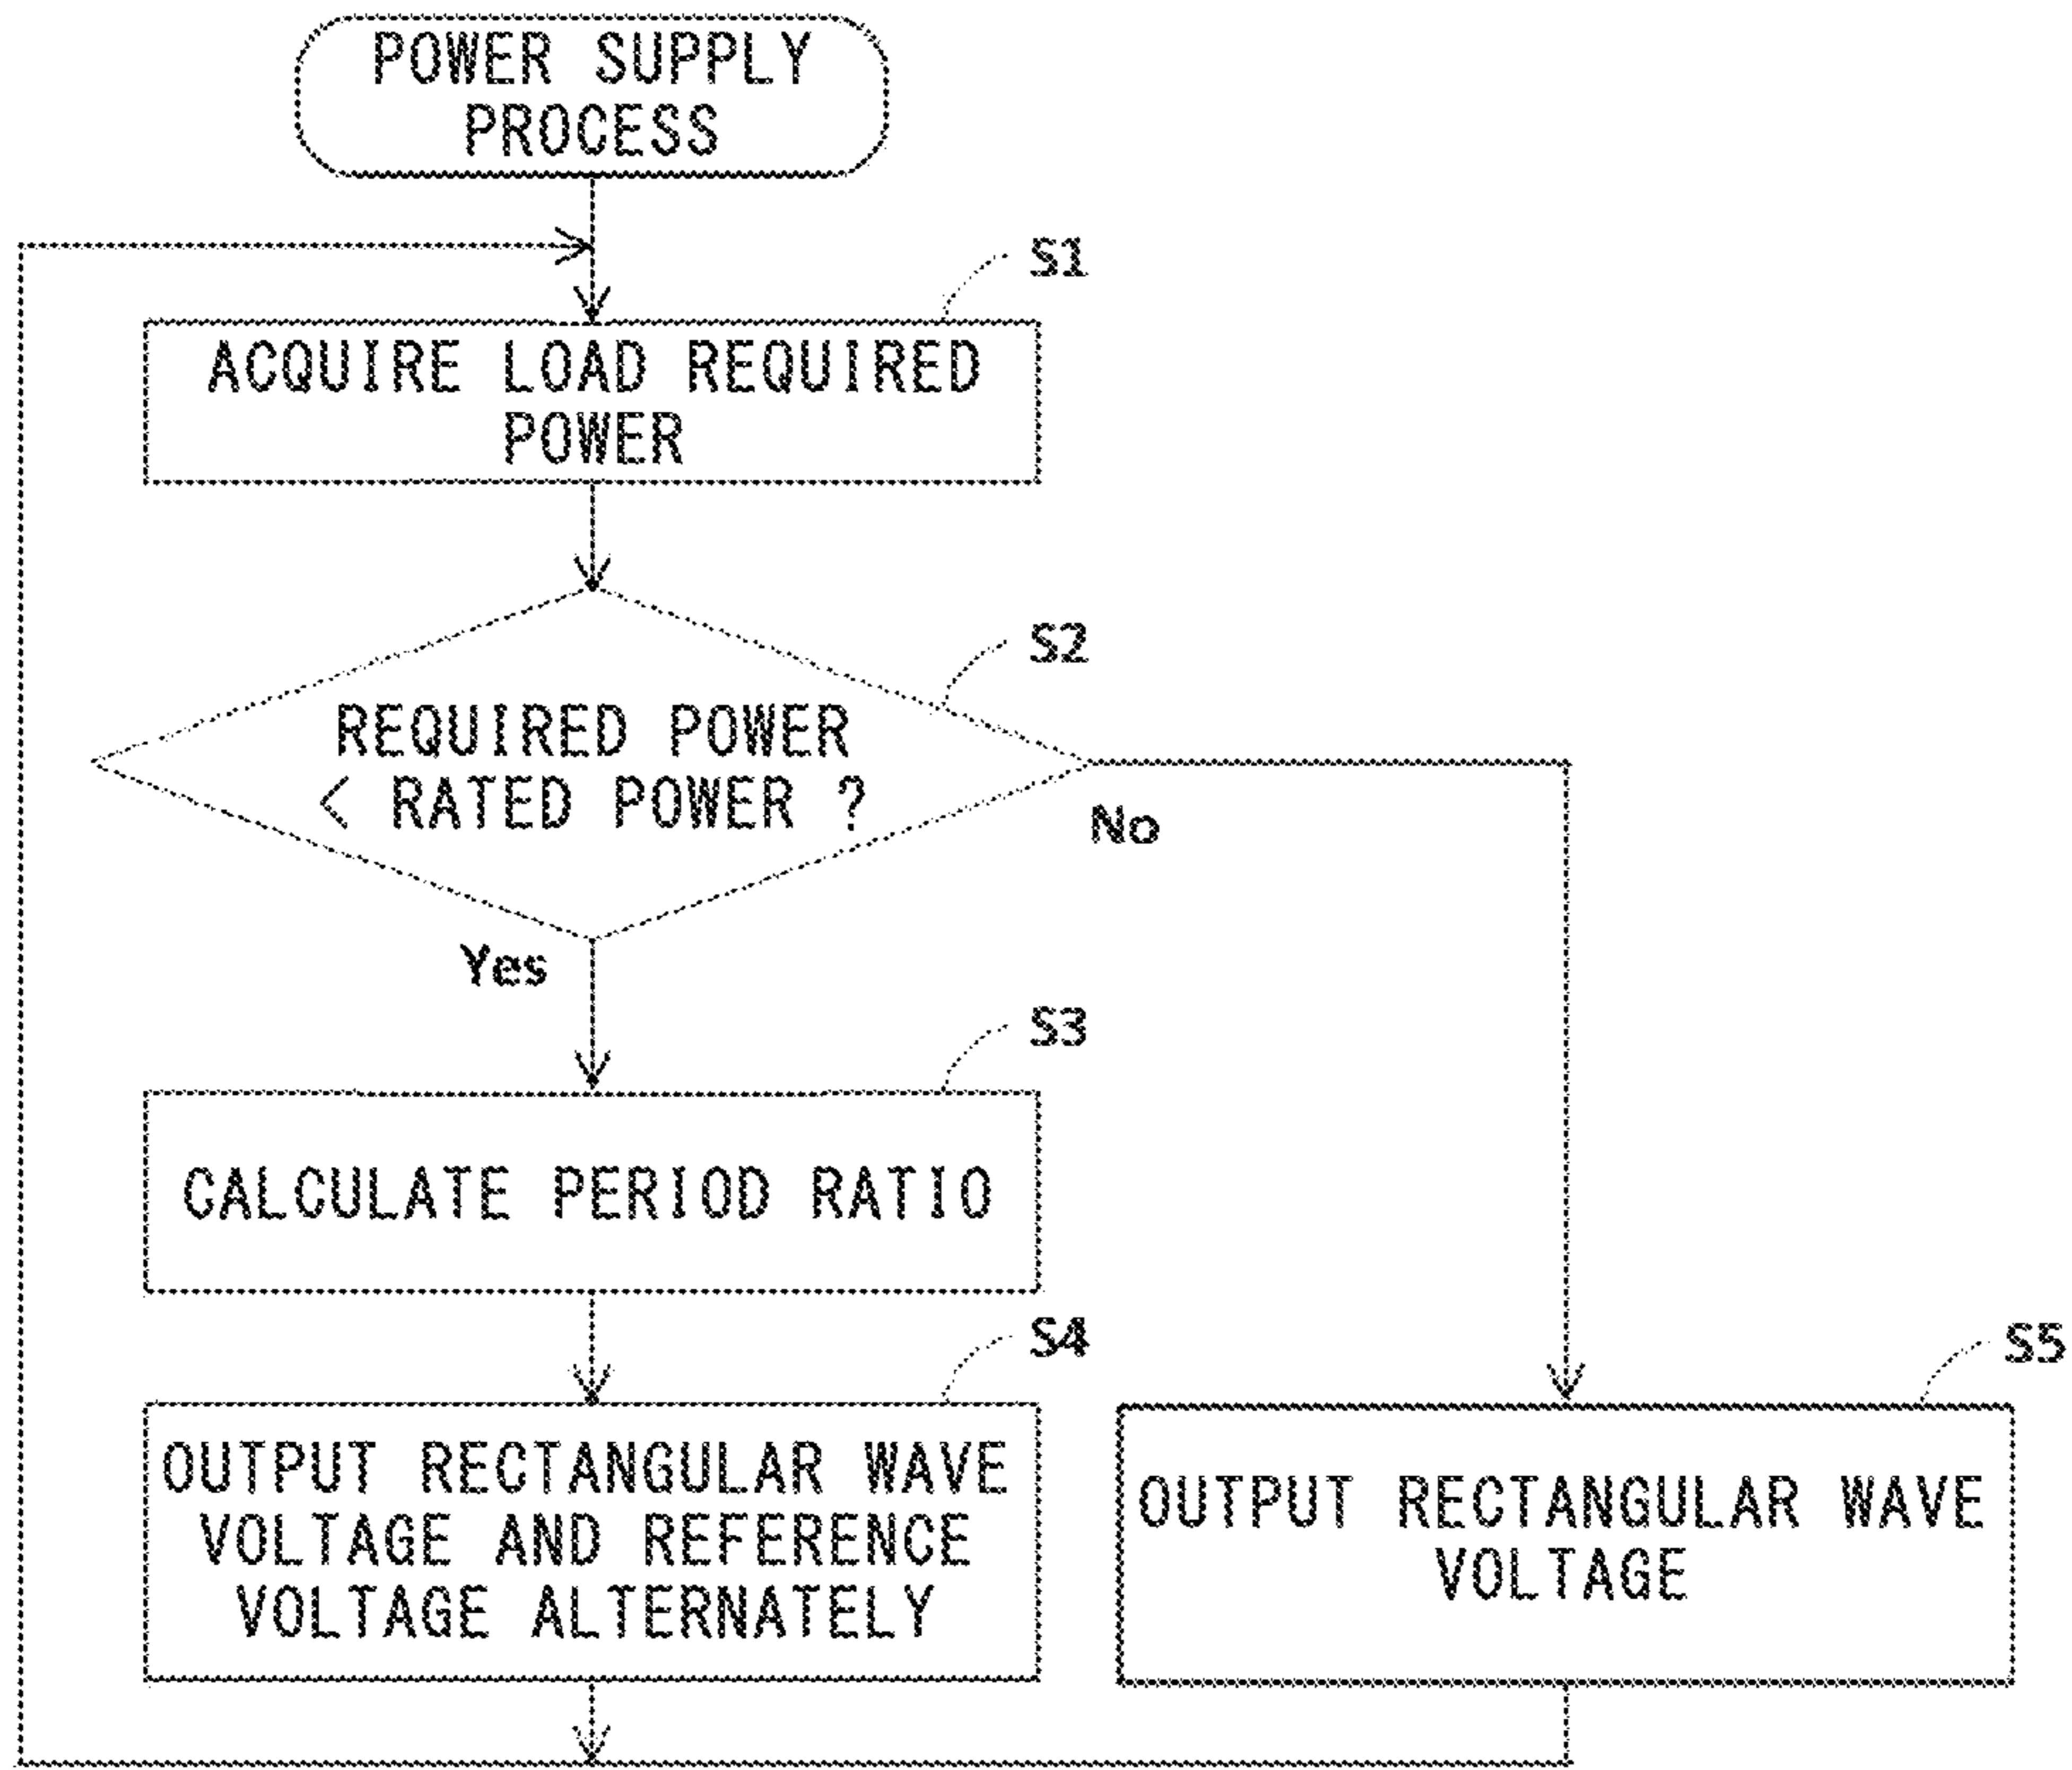 POWER SUPPLY
PROCESS
S1
ACQUIRE LOAD REQUIRED
POWER
S2
REQUIRED POWER
< RATED POWER ?
No
Yes
S3
CALCULATE PERIOD RATIO
S4
OUTPUT RECTANGULAR WAVE
VOLTAGE AND REFERENCE
VOLTAGE ALTERNATELY
S5
OUTPUT RECTANGULAR WAVE
VOLTAGE